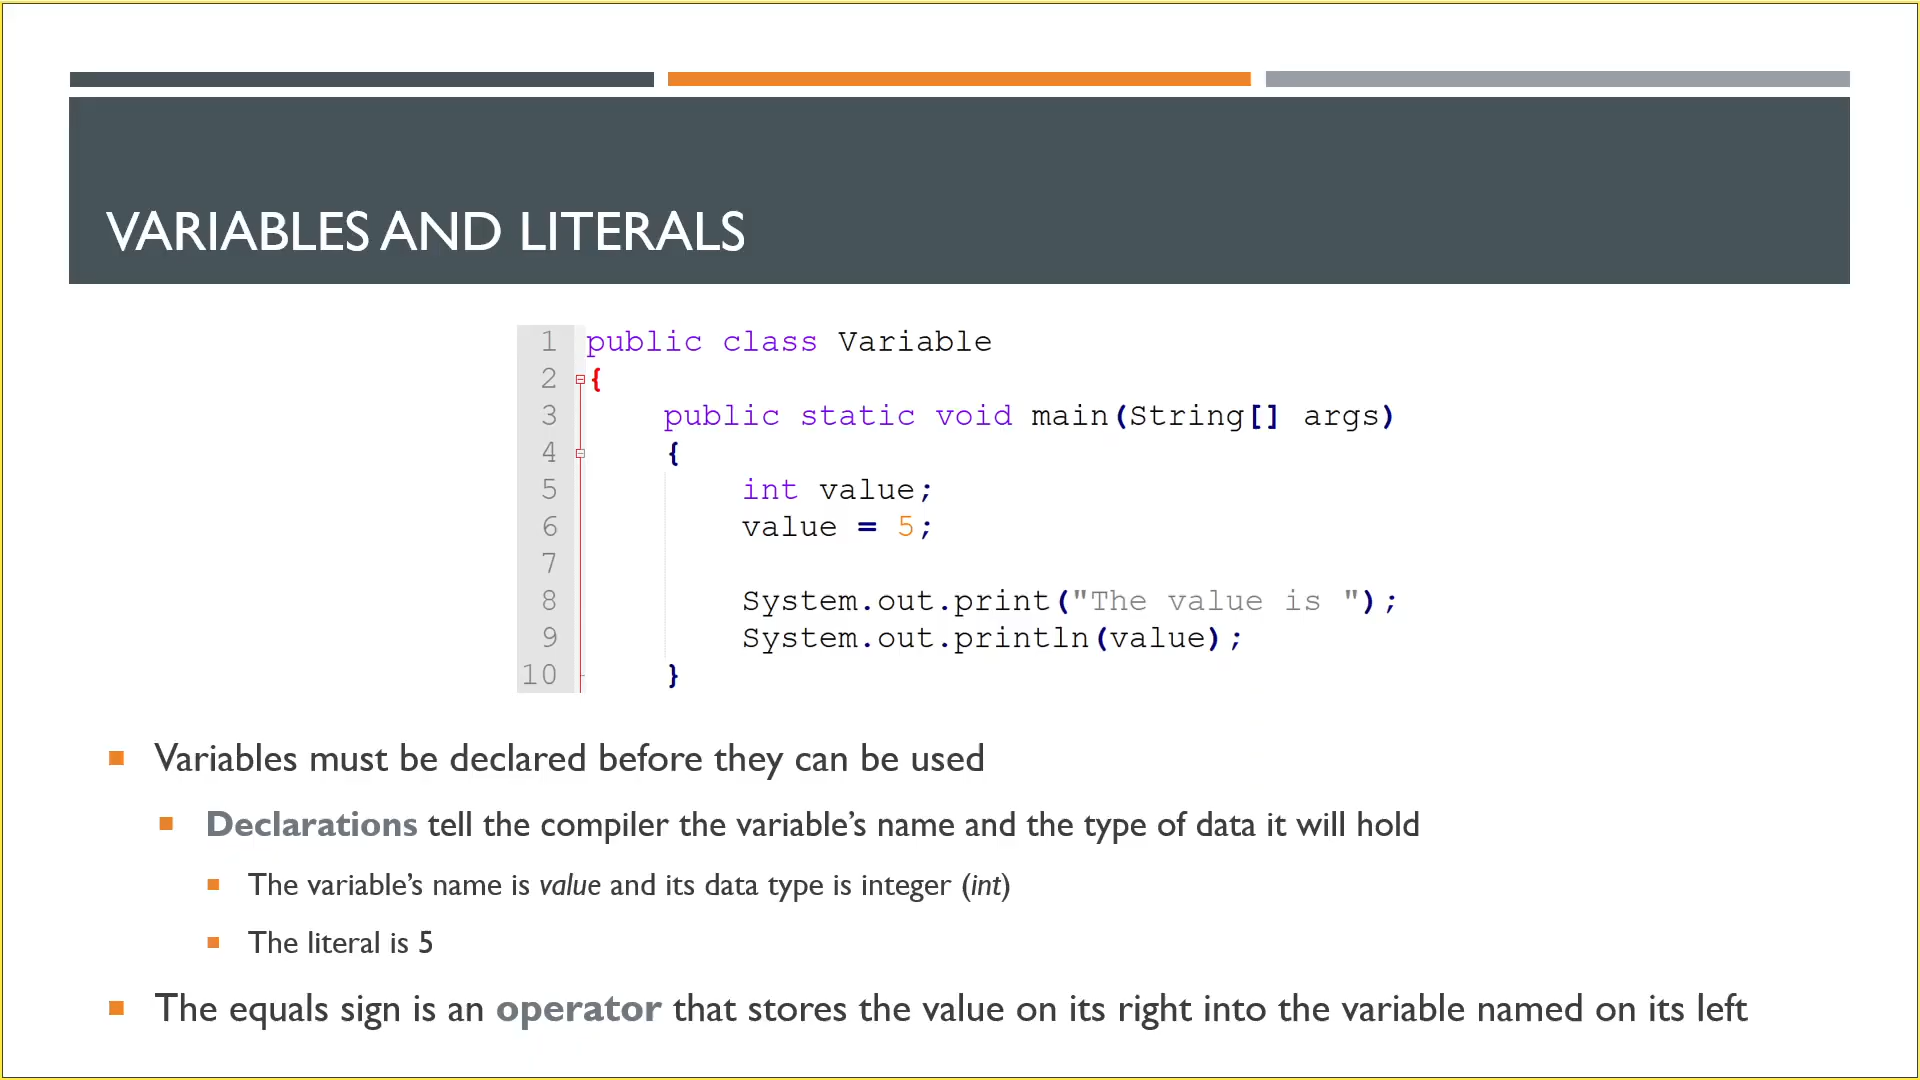 VARIABLES AND LITERALS
1 public class Variable
2 {
3 public static void main(String[] args)
4 {
5 int value;
6 value = 5;
7
8 System.out.print("The value is ");
9 System.out.println(value);
10 }
Variables must be declared before they can be used
Declarations tell the compiler the variable’s name and the type of data it will hold
The variable’s name is value and its data type is integer (int)
The literal is 5
The equals sign is an operator that stores the value on its right into the variable named on its left